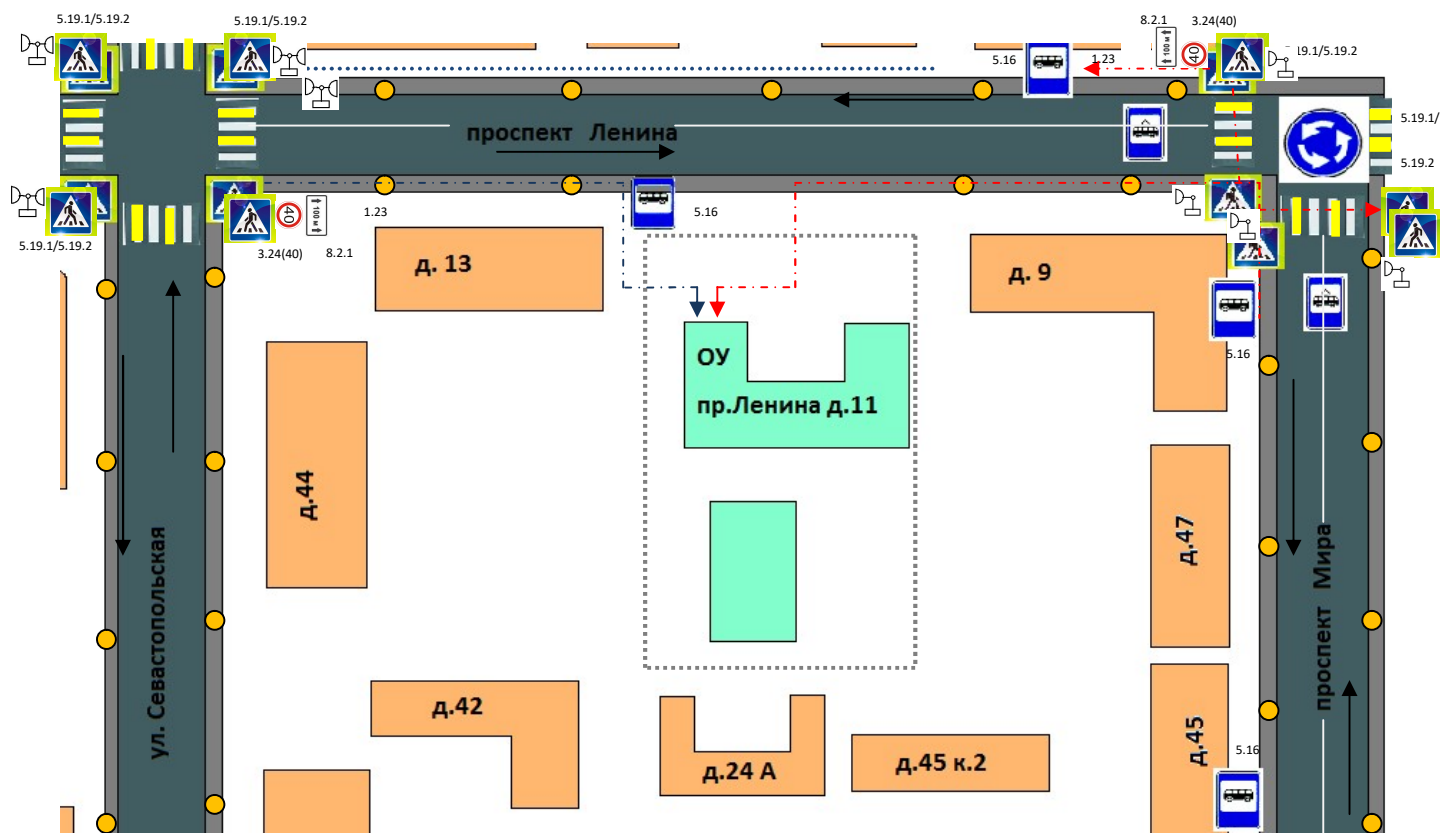 5.19.1/5.19.2
5.19.1/5.19.2
8.2.1
3.24(40)
5.16
1.23
100 м
40
19.1/5.19.2
проспект Ленина
5.19.1/
5.19.2
5.19.1/5.19.2
40
100 м
3.24(40)
8.2.1
1.23
5.16
д. 13
д. 9
5.16
ОУ
пр.Ленина д.11
д.44
д.47
ул. Севастопольская
проспект Мира
д.42
д.24 А
д.45 к.2
д.45
5.16